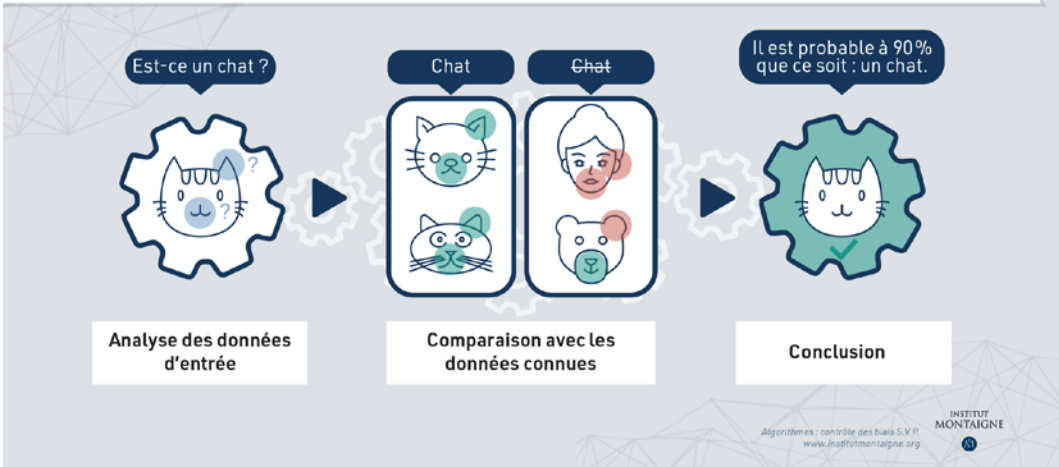 Est-ce un chat ?
Chat
Chat
Il est probable à 90%
que ce soit : un chat.
?
?
Analyse des données
d'entrée
Comparaison avec les
données connues
Conclusion
Algorithmes : contrôle des biais S.V.P.
www.institutmontaigne.org
INSTITUT
MONTAIGNE
M